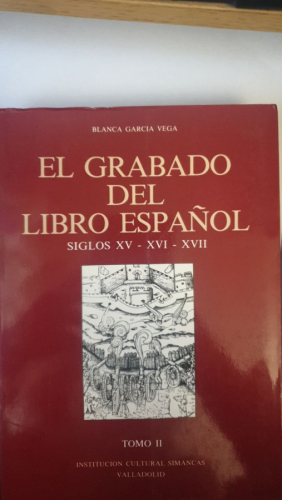 BLANCA GARCIA VEGA
EL GRABADO
DEL
LIBRO ESPAÑOL
SIGLOS XV - XVI - XVII
TOMO II
INSTITUCION CULTURAL SIMANCAS
VALLADOLID